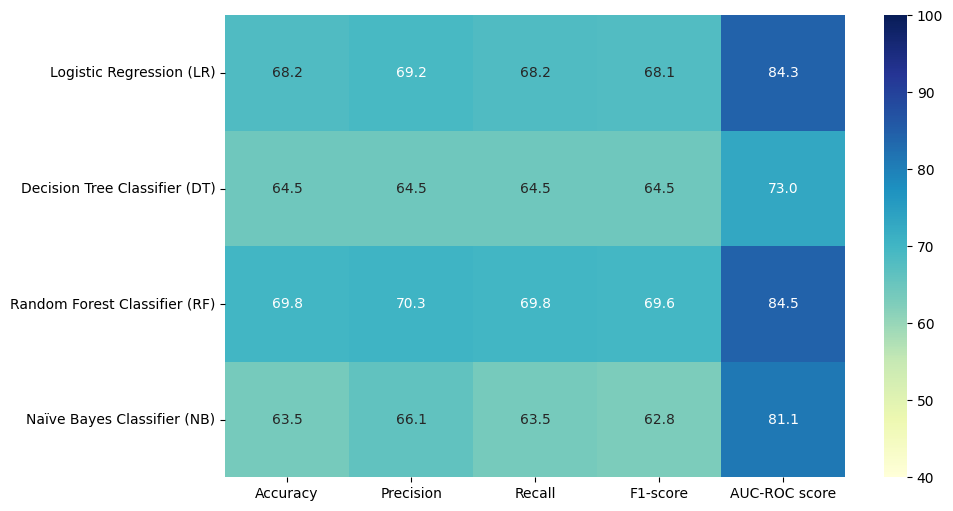 Logistic Regression (LR) 68.2 69.2 68.2 68.1 84.3
Decision Tree Classifier (DT) 64.5 64.5 64.5 64.5 73.0
Random Forest Classifier (RF) 69.8 70.3 69.8 69.6 84.5
Naïve Bayes Classifier (NB) 63.5 66.1 63.5 62.8 81.1
Accuracy Precision Recall F1-score AUC-ROC score
100
90
80
70
60
50
40